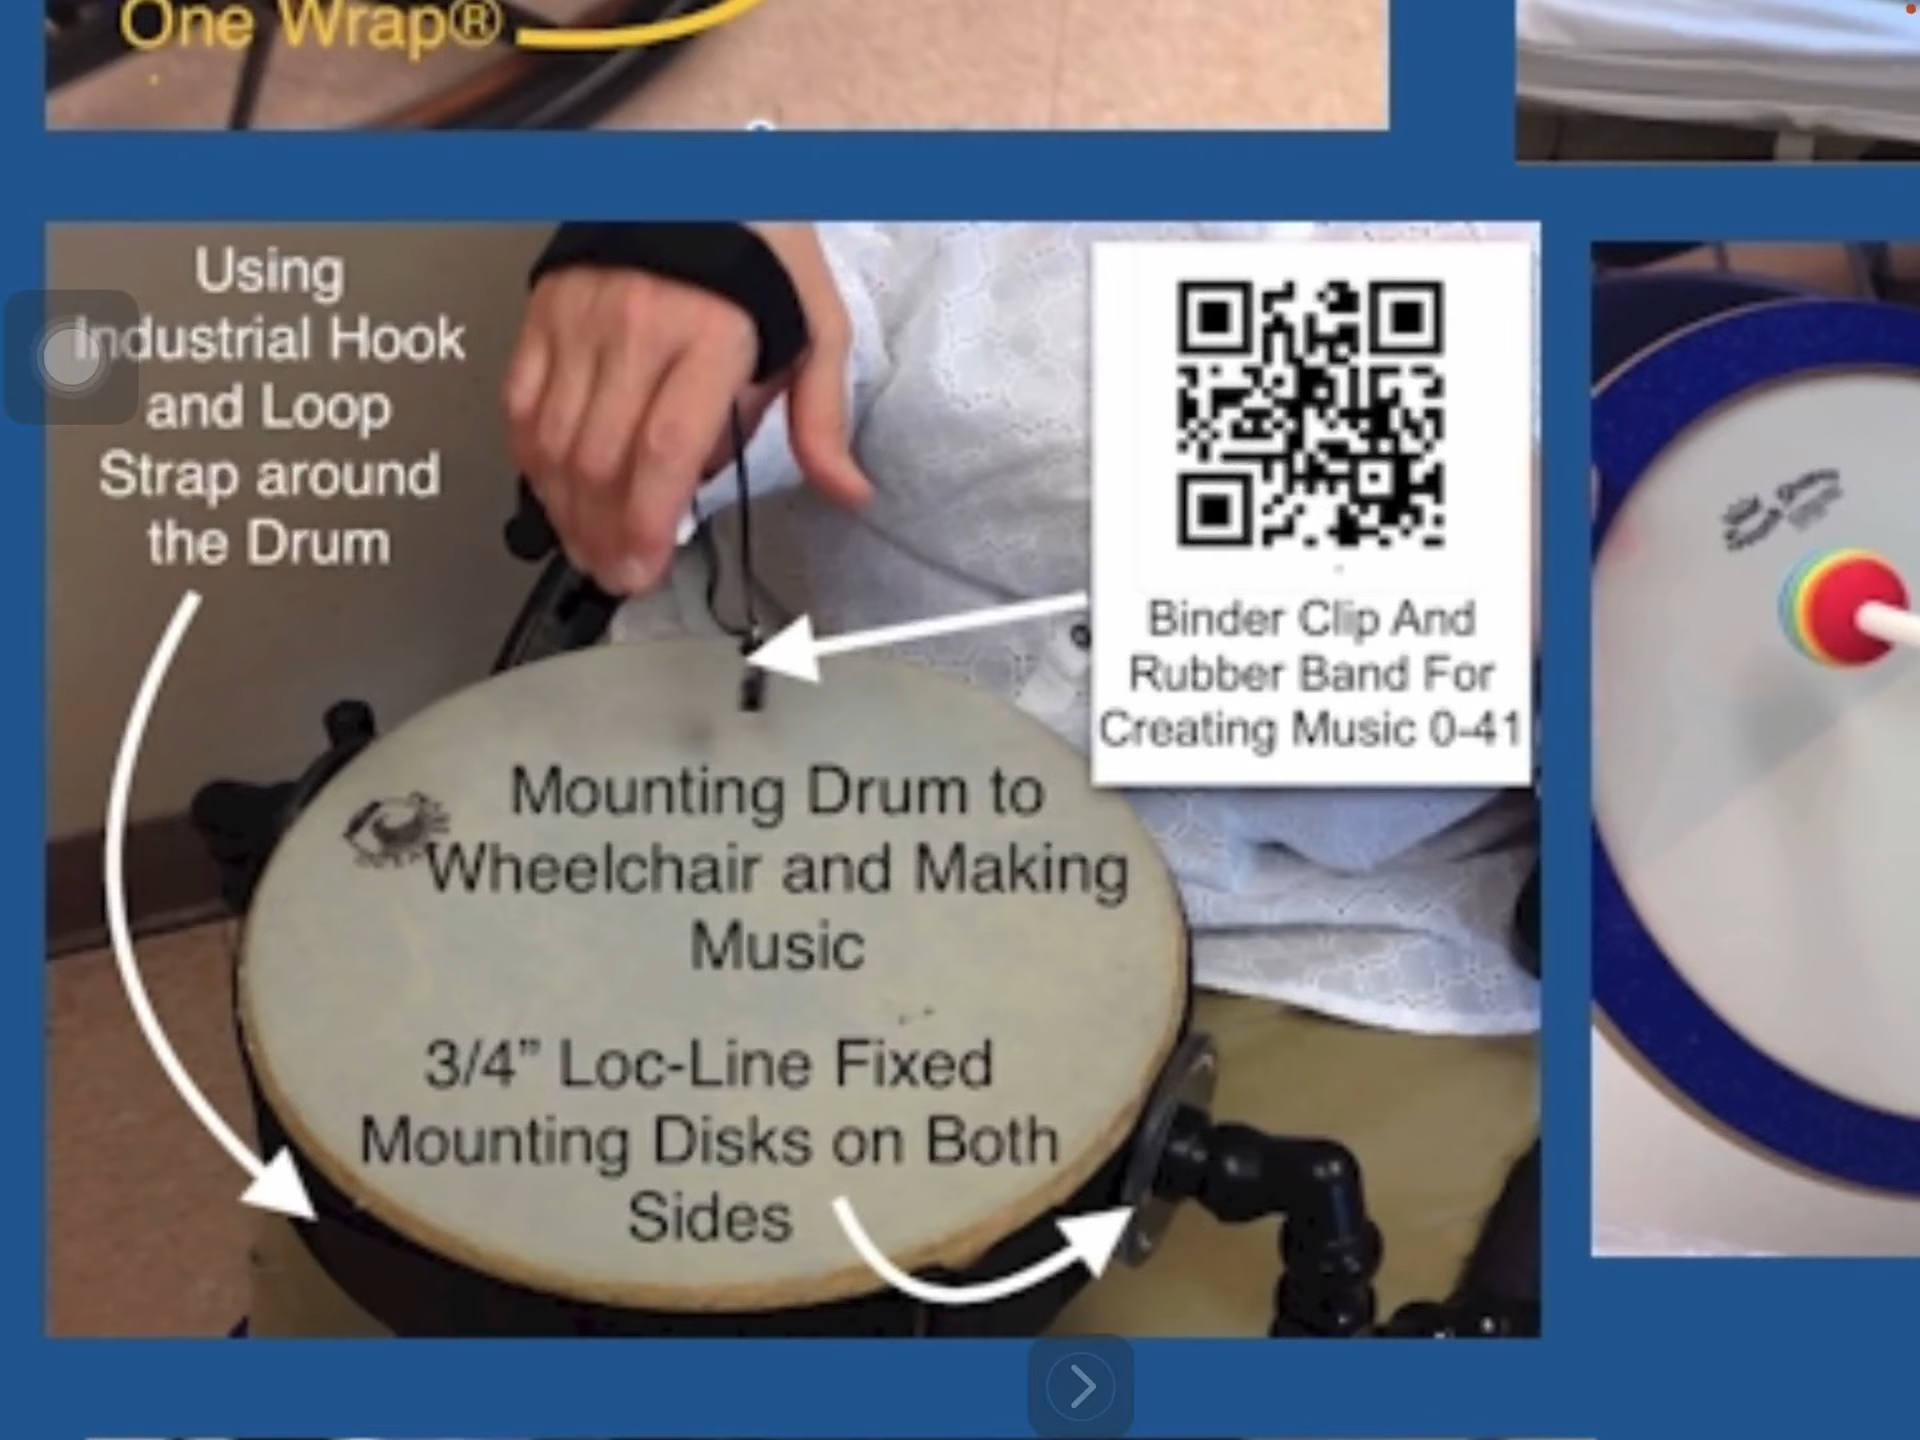 One Wrap®
Using
Industrial Hook
and Loop
Strap around
the Drum
Binder Clip And
Rubber Band For
Creating Music 0-41
Mounting Drum to
Wheelchair and Making
Music
3/4” Loc-Line Fixed
Mounting Disks on Both
Sides